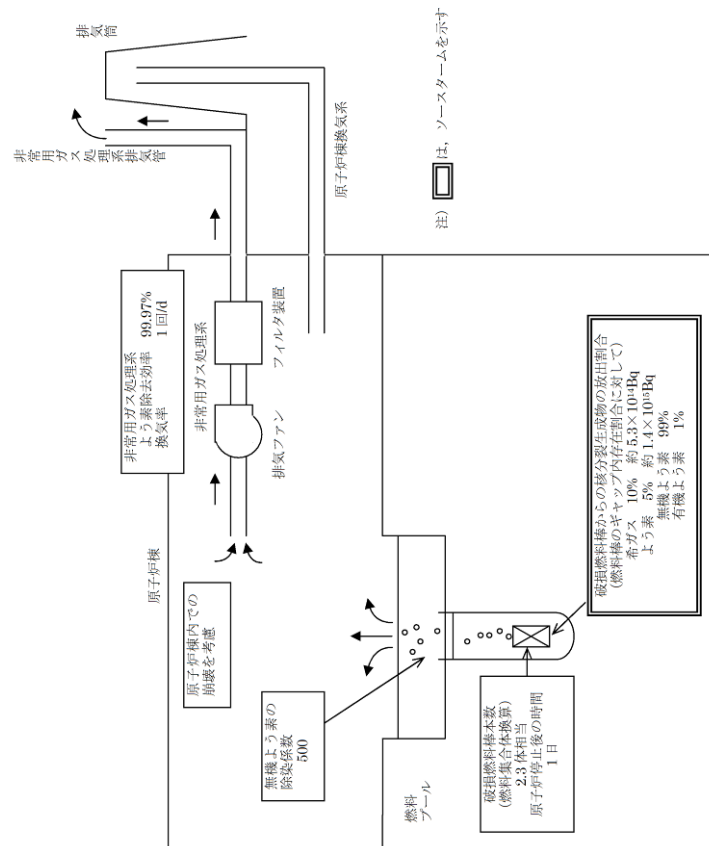 排気筒
非常用ガス処理系排気管
原子炉棟換気系
注） は，ソースタームを示す
原子炉棟
非常用ガス処理系
よう素除去効率 99.97%
換気率 1回/d
非常用ガス処理系
排気ファン
フィルタ装置
原子炉棟内での
崩壊を考慮
無機よう素の
除染係数
500
燃料
プール
破損燃料棒本数
(燃料集合体換算)
2.3体相当
原子炉停止後の時間
1日
破損燃料棒からの核分裂生成物の放出割合
(燃料棒のギャップ内存在割合に対して)
希ガス 10% 約5.3×10¹⁴Bq
よう素 5% 約1.4×10¹⁵Bq
無機よう素 99%
有機よう素 1%